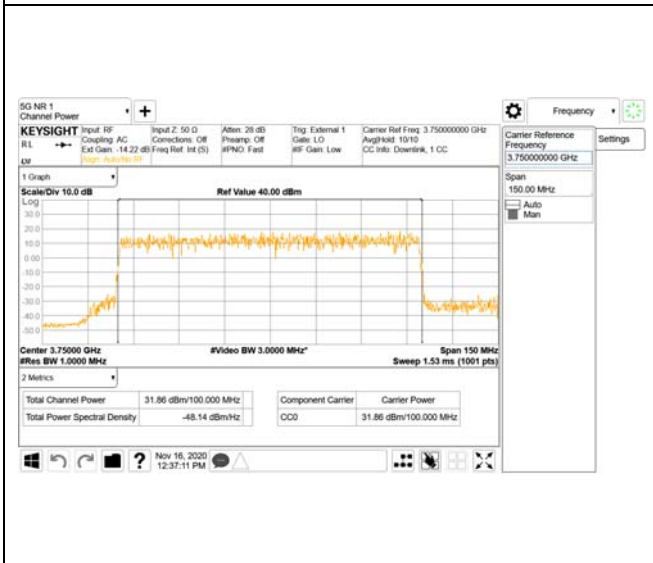 5G NR 1
Channel Power
Frequency
KEYSIGHT
Input: RF
Coupling: AC
Ext Gain: -14.22 dB
Align: Auto/No RF
Input Z: 50 Ω
Corrections: Off
Freq Ref: Int (S)
Atten: 28 dB
Preamp: Off
#PNO: Fast
Trig: External 1
Gate: LO
#IF Gain: Low
Carrier Ref Freq: 3.750000000 GHz
Avg|Hold: 10/10
CC Info: Downlink, 1 CC
RL
Carrier Reference
Frequency
3.750000000 GHz
Settings
Span
150.00 MHz
Auto
Man
1 Graph
Scale/Div 10.0 dB
Ref Value 40.00 dBm
Log
30.0
20.0
10.0
0.00
-10.0
-20.0
-30.0
-40.0
-50.0
Center 3.75000 GHz
#Video BW 3.0000 MHz*
Span 150 MHz
#Res BW 1.0000 MHz
Sweep 1.53 ms (1001 pts)
2 Metrics
Total Channel Power 31.86 dBm/100.000 MHz
Total Power Spectral Density -48.14 dBm/Hz
Component Carrier Carrier Power
CC0 31.86 dBm/100.000 MHz
Nov 16, 2020
12:37:11 PM